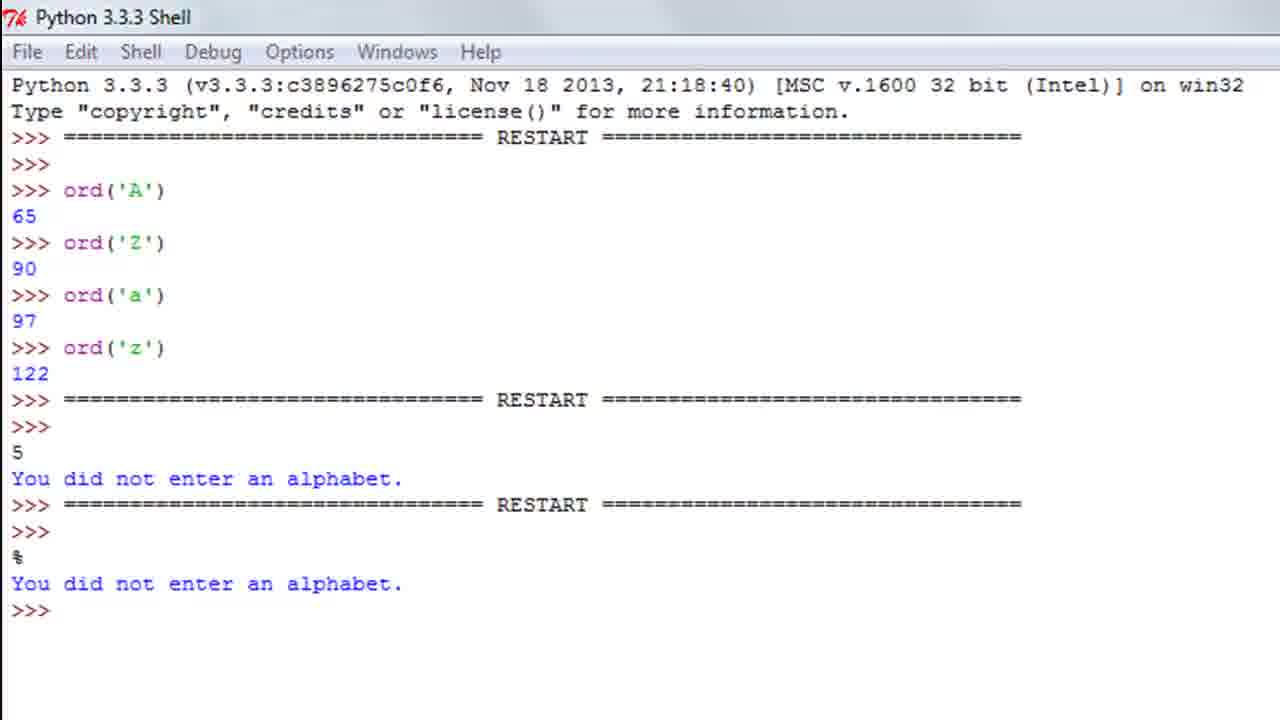 Python 3.3.3 Shell
File Edit Shell Debug Options Windows Help
Python 3.3.3 (v3.3.3:c3896275c0f6, Nov 18 2013, 21:18:40) [MSC v.1600 32 bit (Intel)] on win32
Type "copyright", "credits" or "license()" for more information.
>>> ================================ RESTART ================================
>>>
>>> ord('A')
65
>>> ord('Z')
90
>>> ord('a')
97
>>> ord('z')
122
>>> ================================ RESTART ================================
>>>
5
You did not enter an alphabet.
>>> ================================ RESTART ================================
>>>
%
You did not enter an alphabet.
>>>